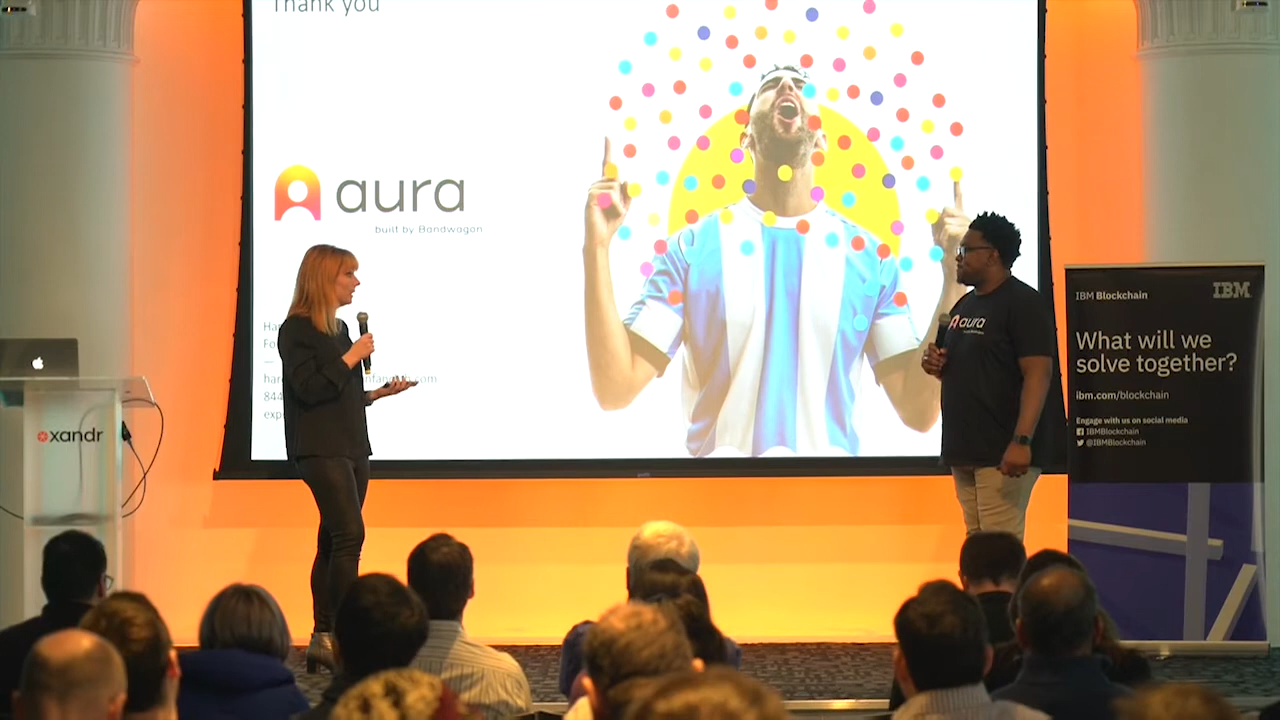 Thank you
aura
built by Bandwagon
844
xandr
aura
IBM Blockchain
IBM
What will we
solve together?
ibm.com/blockchain
Engage with us on social media
IBMBlockchain
@IBMBlockchain